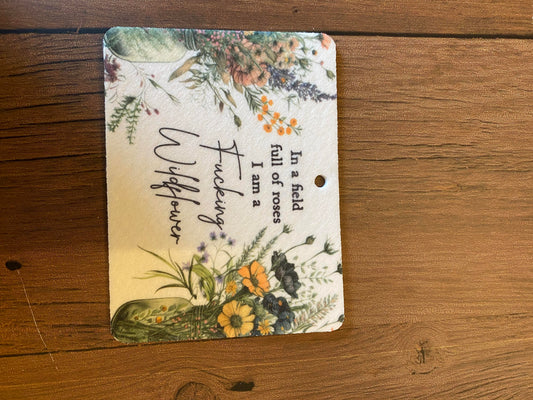 In a field
full of roses
I am a
Fucking
Wildflower